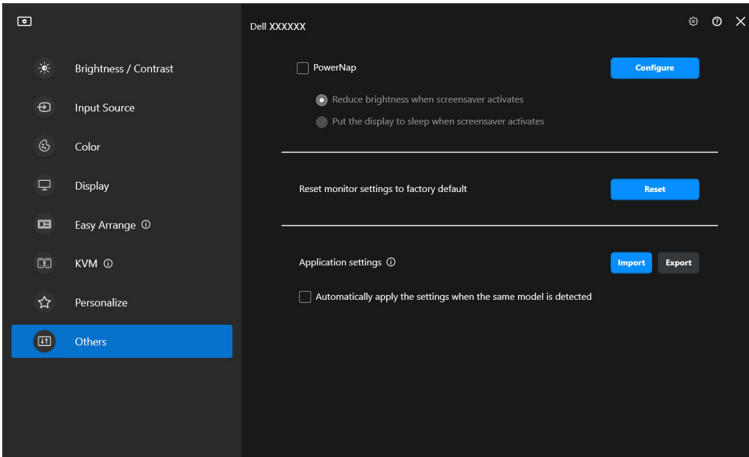 Dell XXXXXX
Brightness / Contrast
Input Source
Color
Display
Easy Arrange
KVM
Personalize
Others
PowerNap
Configure
Reduce brightness when screensaver activates
Put the display to sleep when screensaver activates
Reset monitor settings to factory default
Reset
Application settings
Import
Export
Automatically apply the settings when the same model is detected